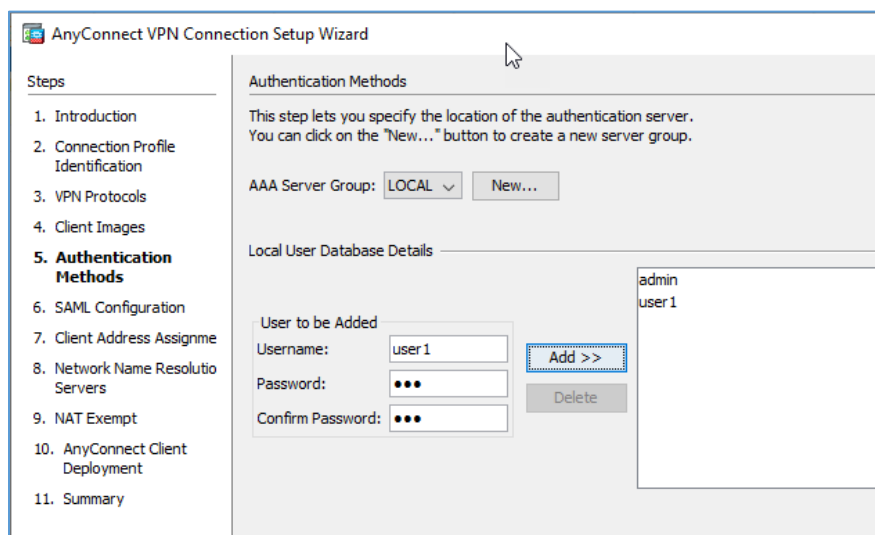 AnyConnect VPN Connection Setup Wizard
Steps
1. Introduction
2. Connection Profile
Identification
3. VPN Protocols
4. Client Images
5. Authentication
Methods
6. SAML Configuration
7. Client Address Assignme
8. Network Name Resolutio
Servers
9. NAT Exempt
10. AnyConnect Client
Deployment
11. Summary
Authentication Methods
This step lets you specify the location of the authentication server.
You can click on the "New..." button to create a new server group.
AAA Server Group: LOCAL New...
Local User Database Details
User to be Added
Username: user1
Password: •••
Confirm Password: •••
Add >>
Delete
admin
user1